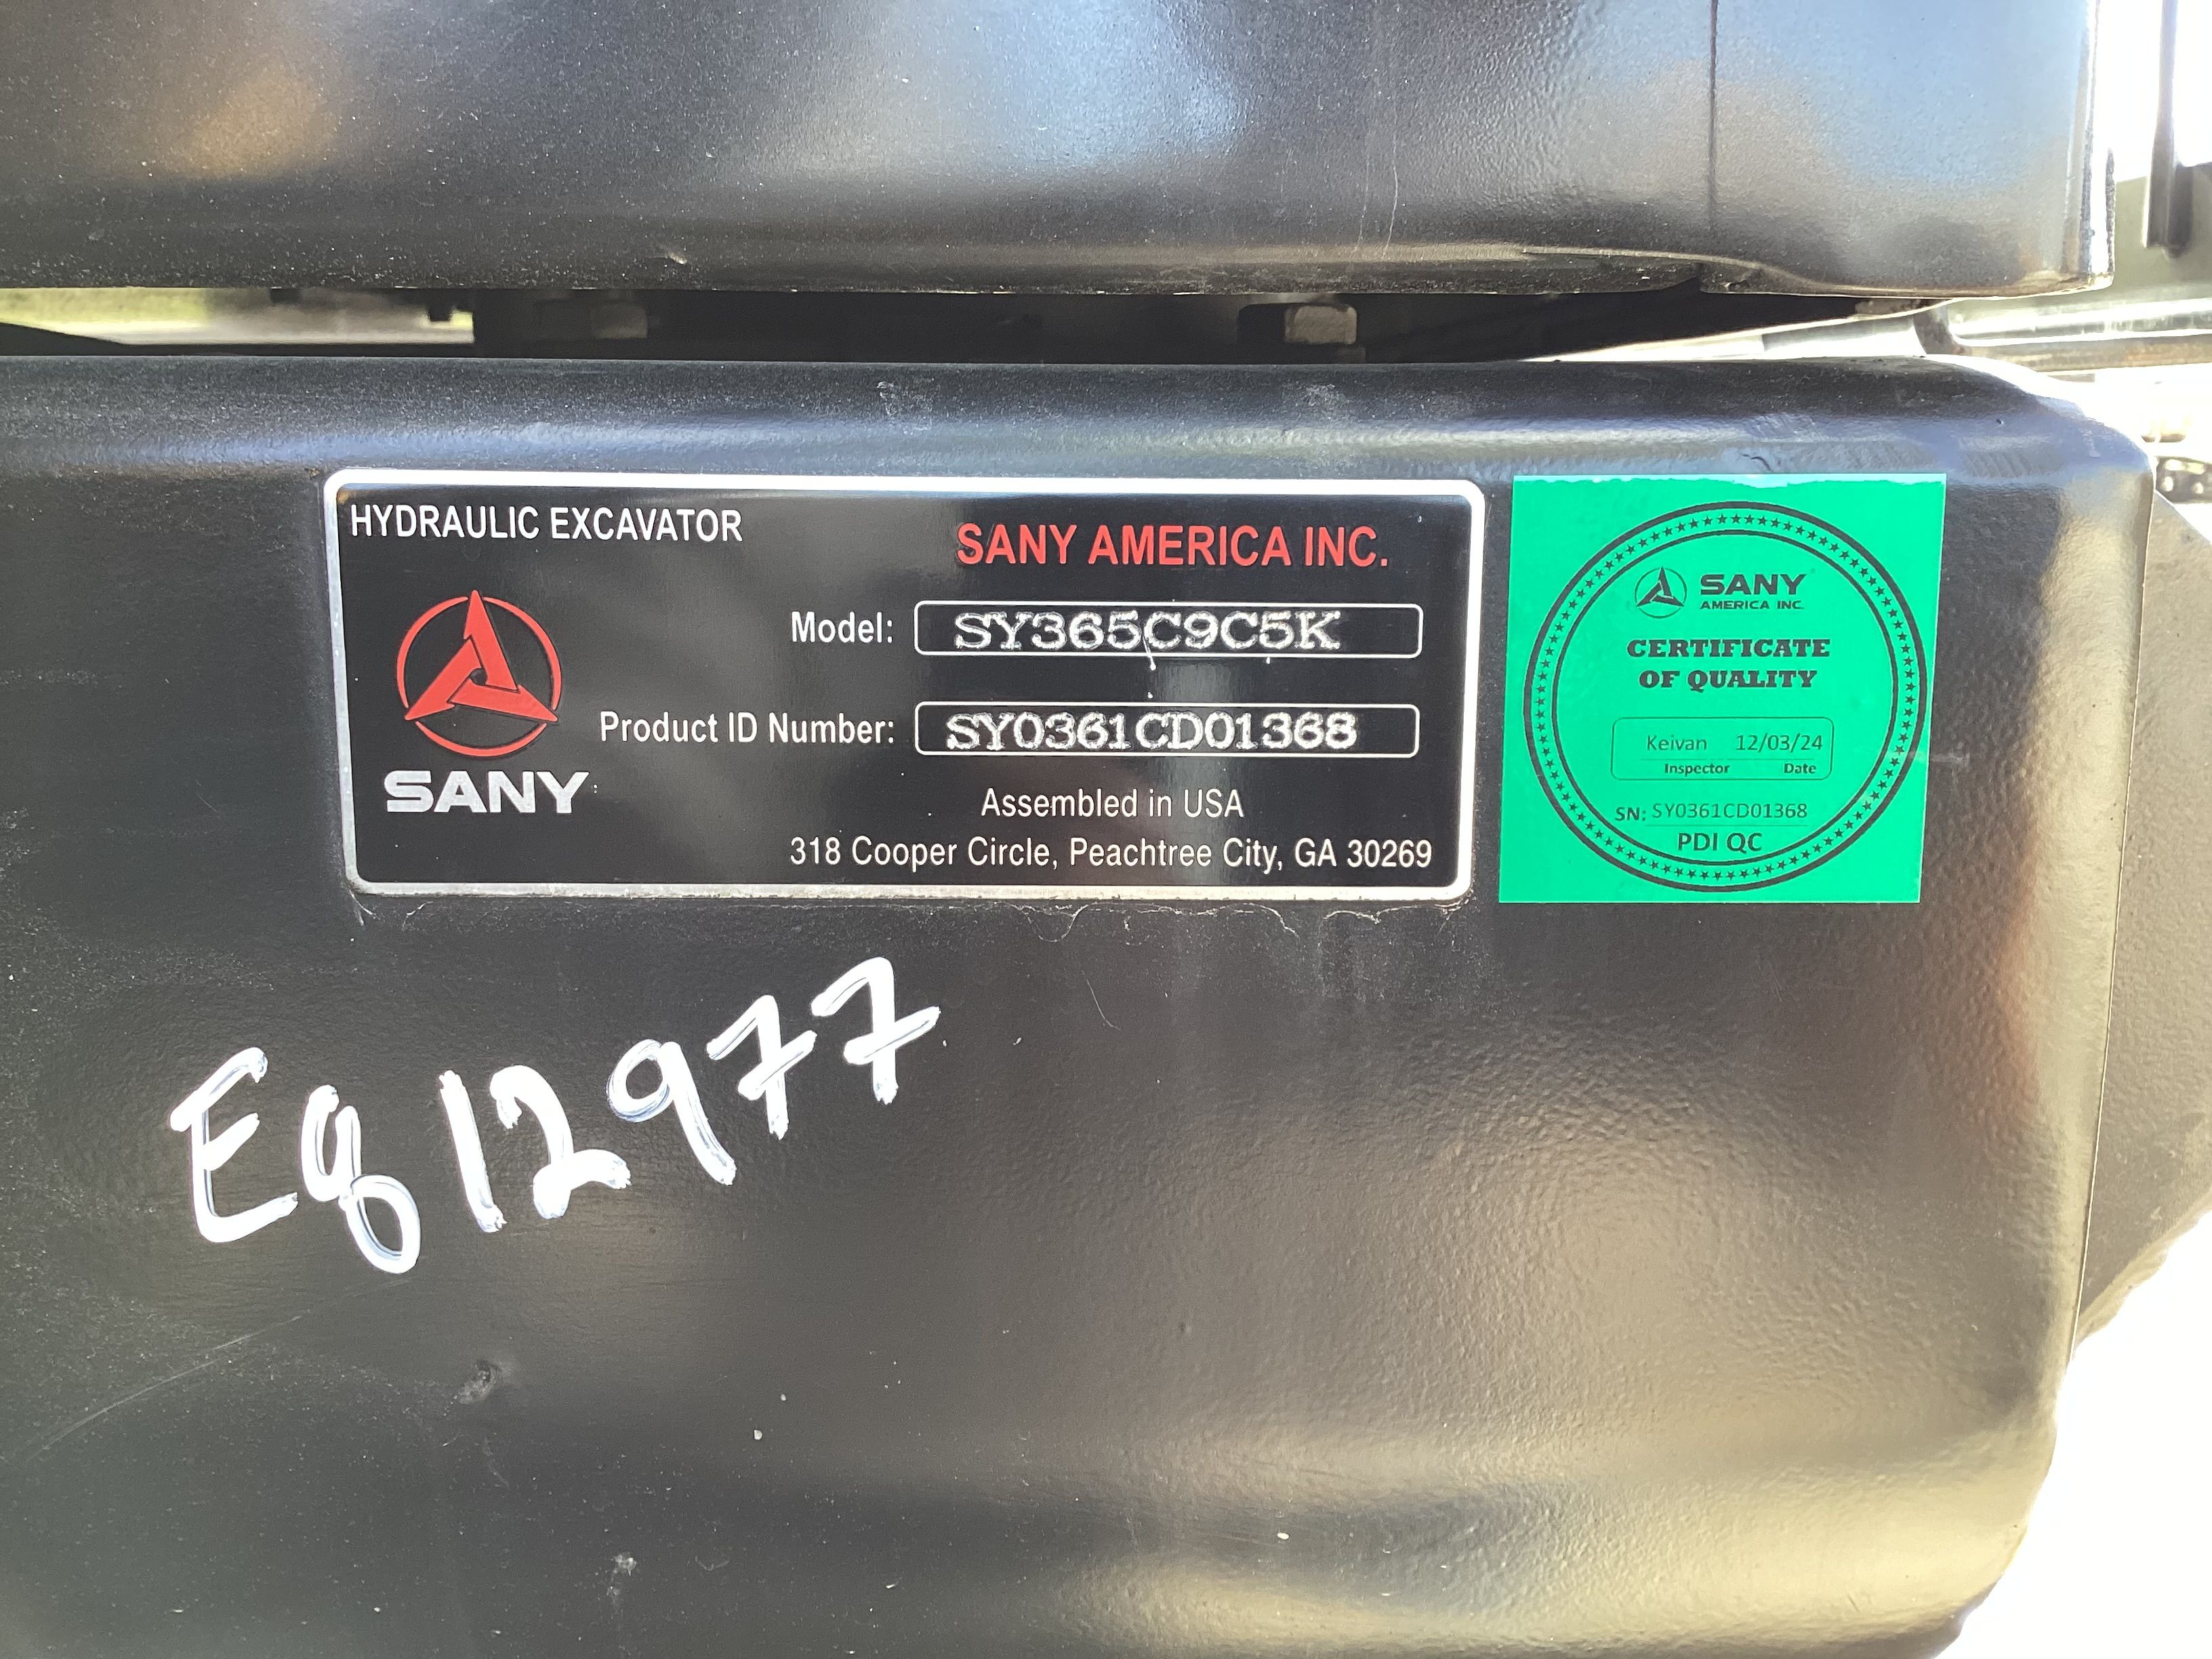 HYDRAULIC EXCAVATOR
SANY AMERICA INC.
Model: SY365C9C5K
Product ID Number: SY0361CD01368
SANY
Assembled in USA
318 Cooper Circle, Peachtree City, GA 30269
SANY
AMERICA INC.
CERTIFICATE
OF QUALITY
Keivan 12/03/24
Inspector Date
SN: SY0361CD01368
PDI QC
E812977